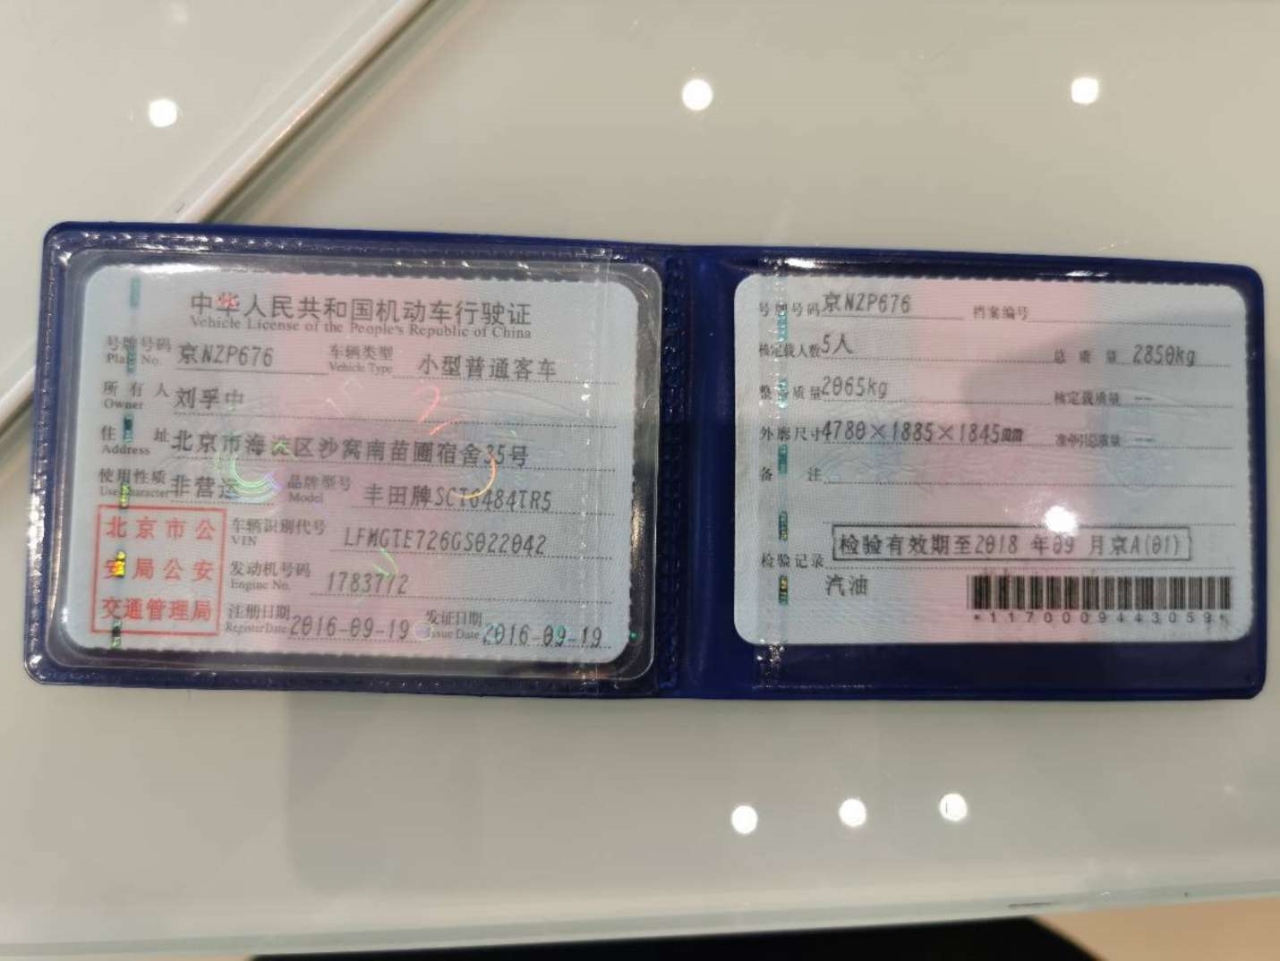 中华人民共和国机动车行驶证
Vehicle License of the People's Republic of China
号牌号码 京NZP676 车辆类型 小型普通客车
Plate No. Vehicle Type
所有人 刘孚中
Owner
住址 北京市海淀区沙窝南苗圃宿舍35号
Address
使用性质 非营运 品牌型号 丰田牌SCT6484TR5
Use Character Model
北京市公
安局公安
交通管理局
车辆识别代号 LFMGTE726GS022042
VIN
发动机号码 1783712
Engine No.
注册日期 2016-09-19 发证日期 2016-09-19
Register Date Issue Date
号牌号码 京NZP676 档案编号
核定载人数 5人 总质量 2850kg
整备质量 2065kg 核定载质量 --
外廓尺寸 4780×1885×1845mm 准牵引总质量 --
备注
检验记录 检验有效期至2018 年09 月京A(01)
汽油
*1170009443059*